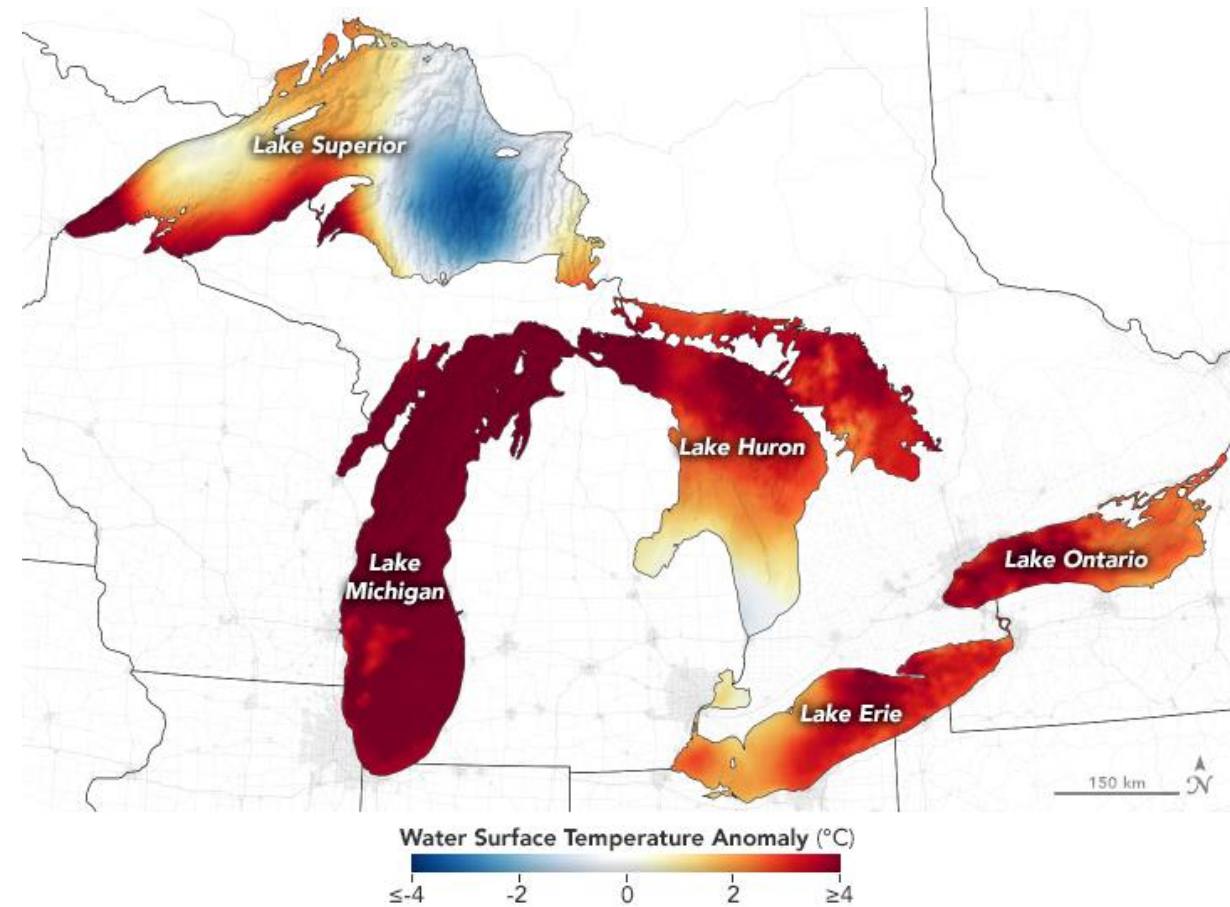 Lake Superior
Lake Huron
Lake
Michigan
Lake Ontario
Lake Erie
150 km
N
Water Surface Temperature Anomaly (°C)
≤-4 -2 0 2 ≥4